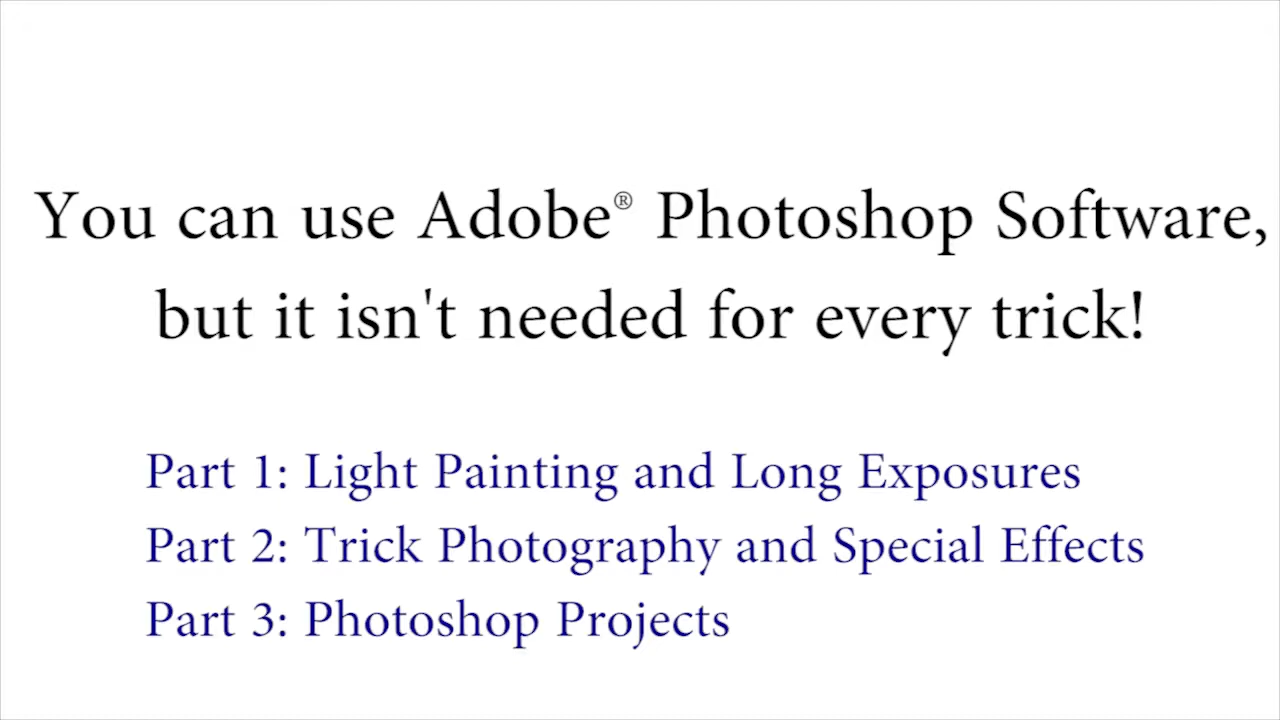 You can use Adobe® Photoshop Software,
but it isn't needed for every trick!
Part 1: Light Painting and Long Exposures
Part 2: Trick Photography and Special Effects
Part 3: Photoshop Projects